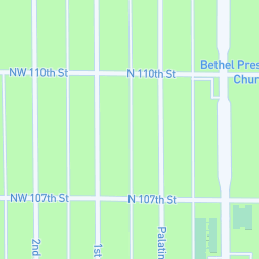 NW 110th St
N 110th St
Bethel Pres
Chur
NW 107th St
N 107th St
2nd
1st
Palatin